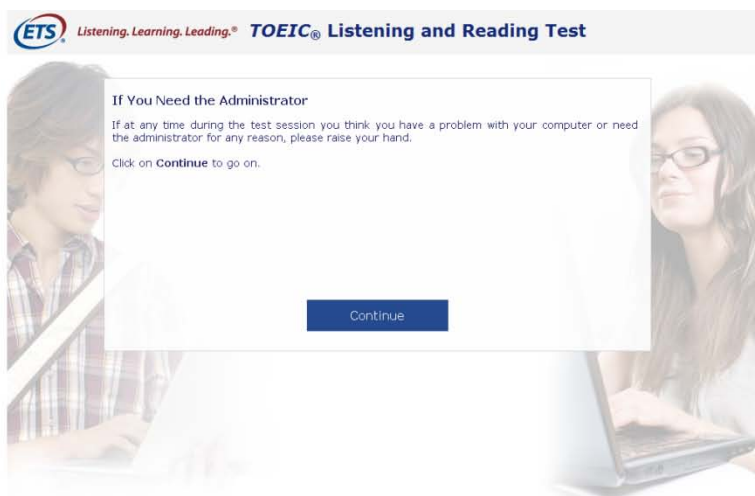 ETS® Listening. Learning. Leading.® TOEIC® Listening and Reading Test
If You Need the Administrator
If at any time during the test session you think you have a problem with your computer or need
the administrator for any reason, please raise your hand.
Click on Continue to go on.
Continue